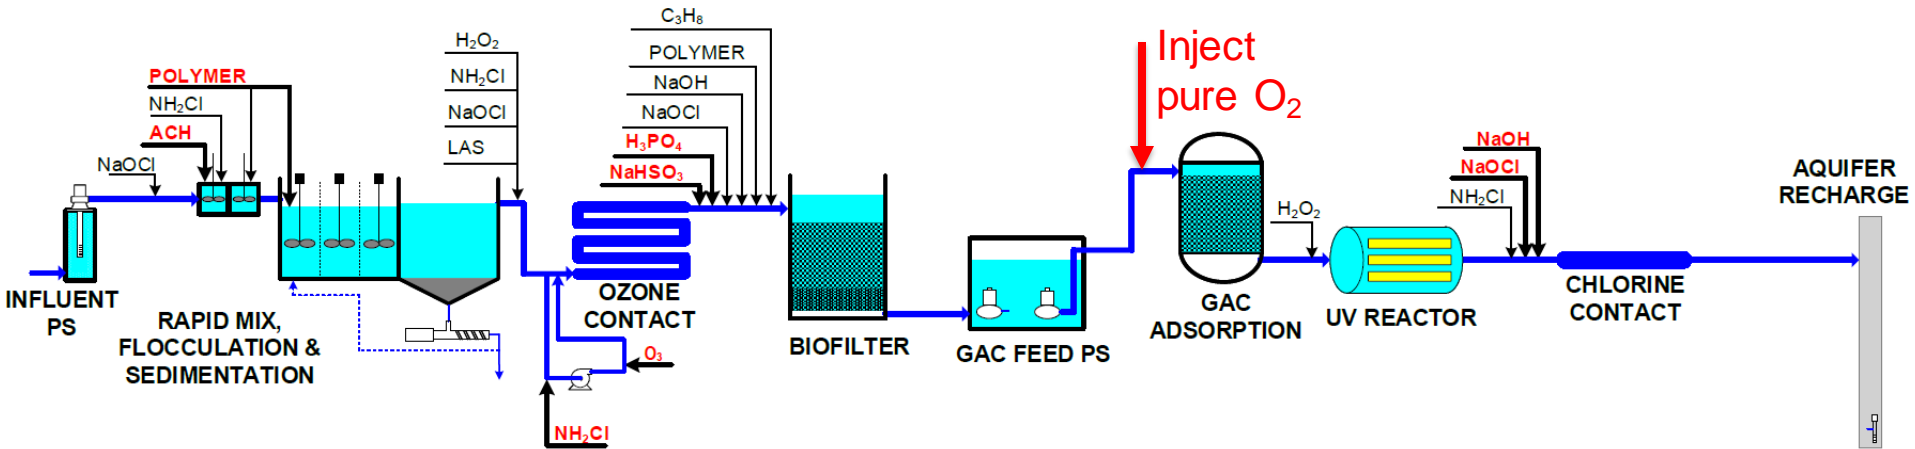 POLYMER
NH₂Cl
ACH
NaOCl
INFLUENT
PS
RAPID MIX,
FLOCCULATION &
SEDIMENTATION
H₂O₂
NH₂Cl
NaOCl
LAS
NH₂Cl
O₃
OZONE
CONTACT
C₃H₈
POLYMER
NaOH
NaOCl
H₃PO₄
NaHSO₃
BIOFILTER
GAC FEED PS
Inject
pure O₂
GAC
ADSORPTION
H₂O₂
UV REACTOR
NaOH
NaOCl
NH₂Cl
CHLORINE
CONTACT
AQUIFER
RECHARGE